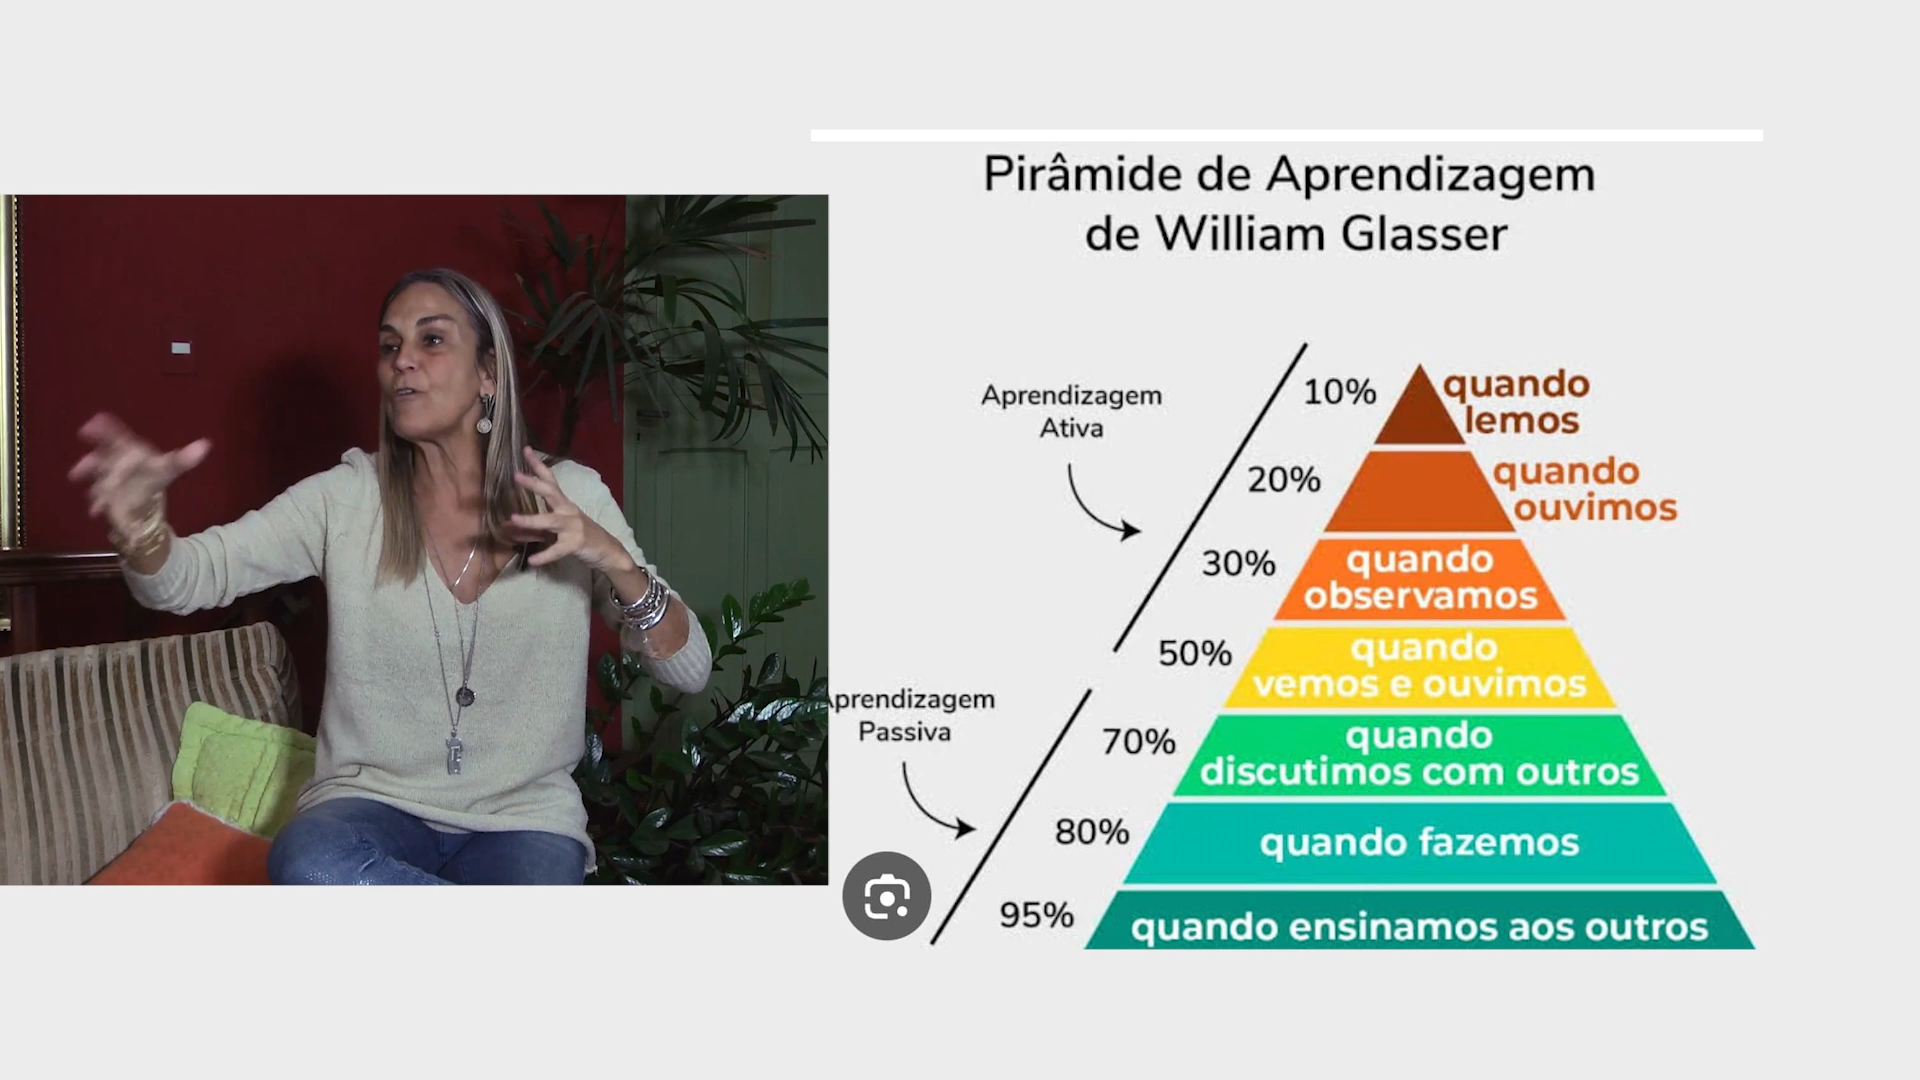 Pirâmide de Aprendizagem
de William Glasser
Aprendizagem
Ativa
10%
quando
lemos
20%
quando
ouvimos
30%
quando
observamos
50%
quando
vemos e ouvimos
Aprendizagem
Passiva
70%
quando
discutimos com outros
80%
quando fazemos
95%
quando ensinamos aos outros